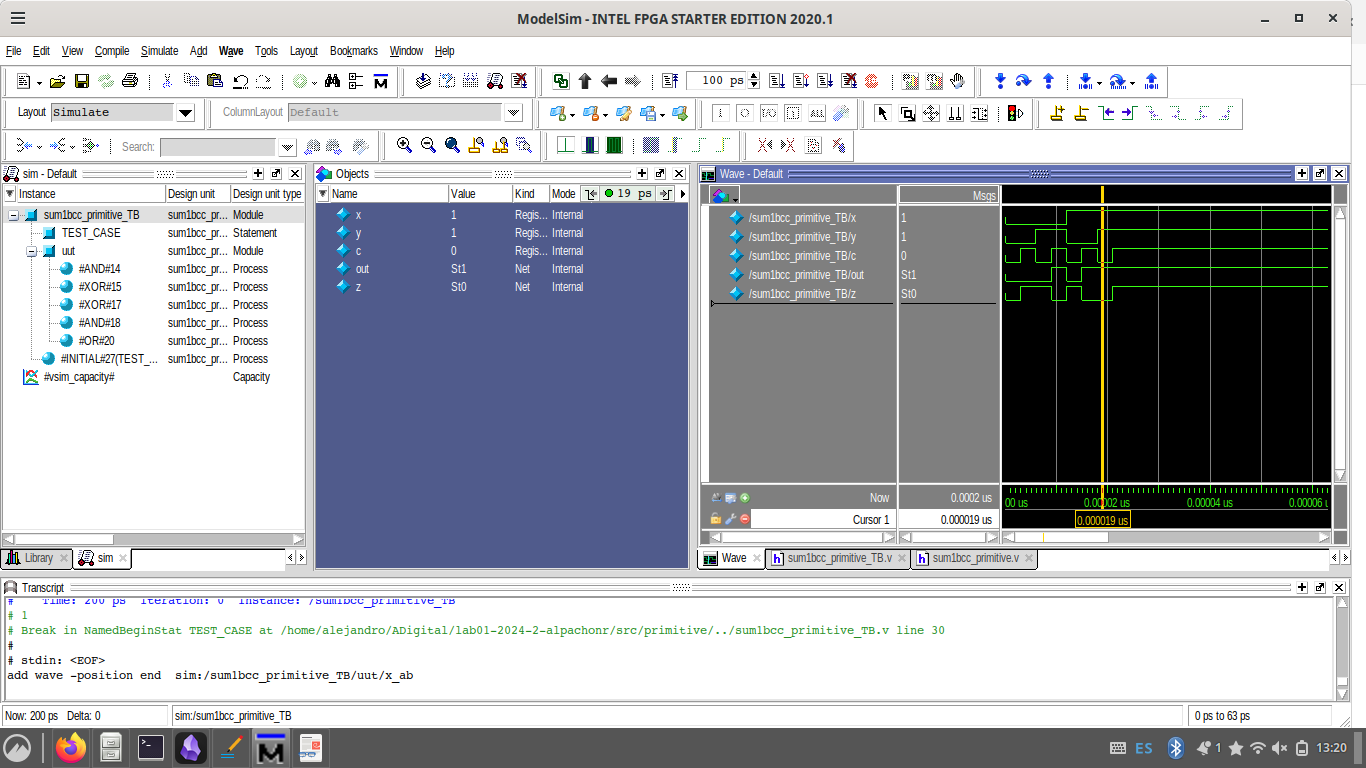 ModelSim - INTEL FPGA STARTER EDITION 2020.1
File Edit View Compile Simulate Add Wave Tools Layout Bookmarks Window Help
100 ps
Layout Simulate ColumnLayout Default
ALL
Search:
sim - Default
Instance Design unit Design unit type
sum1bcc_primitive_TB sum1bcc_pr... Module
TEST_CASE sum1bcc_pr... Statement
uut sum1bcc_pr... Module
#AND#14 sum1bcc_pr... Process
#XOR#15 sum1bcc_pr... Process
#XOR#17 sum1bcc_pr... Process
#AND#18 sum1bcc_pr... Process
#OR#20 sum1bcc_pr... Process
#INITIAL#27(TEST_... sum1bcc_pr... Process
#vsim_capacity# Capacity
Library sim
Objects
Name Value Kind Mode 19 ps
x 1 Regis... Internal
y 1 Regis... Internal
c 0 Regis... Internal
out St1 Net Internal
z St0 Net Internal
Wave - Default
Msgs
/sum1bcc_primitive_TB/x 1
/sum1bcc_primitive_TB/y 1
/sum1bcc_primitive_TB/c 0
/sum1bcc_primitive_TB/out St1
/sum1bcc_primitive_TB/z St0
Now 0.0002 us 00 us 0.00002 us 0.00004 us 0.00006 u
Cursor 1 0.000019 us 0.000019 us
Wave sum1bcc_primitive_TB.v sum1bcc_primitive.v
Transcript
# Time: 200 ps Iteration: 0 Instance: /sum1bcc_primitive_TB
# 1
# Break in NamedBeginStat TEST_CASE at /home/alejandro/ADigital/lab01-2024-2-alpachonr/src/primitive/../sum1bcc_primitive_TB.v line 30
#
# stdin: <EOF>
add wave -position end sim:/sum1bcc_primitive_TB/uut/x_ab
Now: 200 ps Delta: 0 sim:/sum1bcc_primitive_TB 0 ps to 63 ps
ES 1 13:20